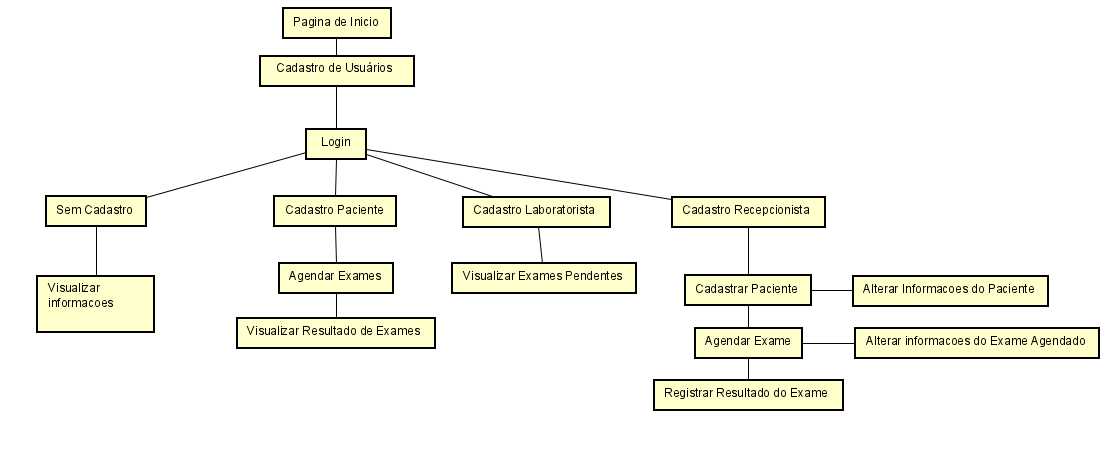 Pagina de Inicio
Cadastro de Usuários
Login
Sem Cadastro
Cadastro Paciente
Cadastro Laboratorista
Cadastro Recepcionista
Visualizar
informacoes
Agendar Exames
Visualizar Exames Pendentes
Cadastrar Paciente
Alterar Informacoes do Paciente
Visualizar Resultado de Exames
Agendar Exame
Alterar informacoes do Exame Agendado
Registrar Resultado do Exame